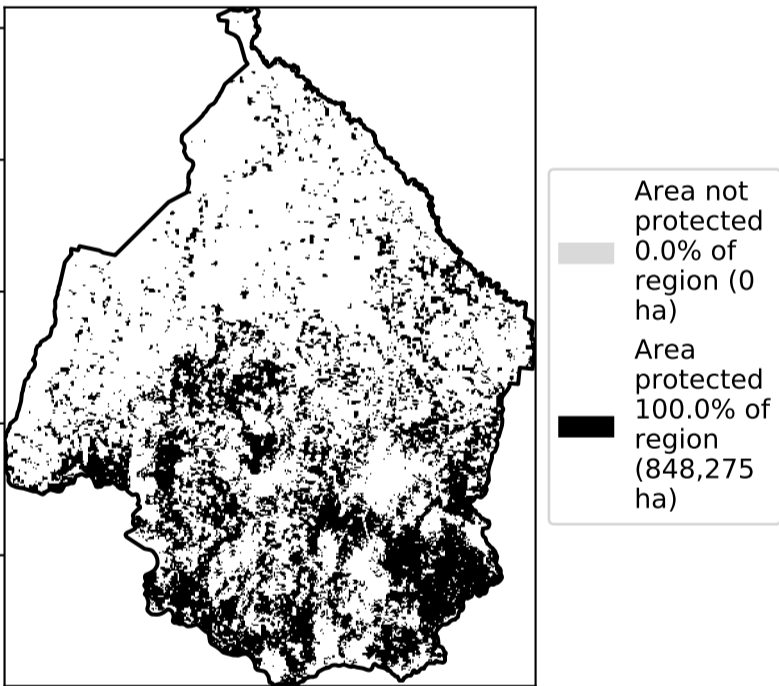 Area not
protected
0.0% of
region (0
ha)
Area
protected
100.0% of
region
(848,275
ha)